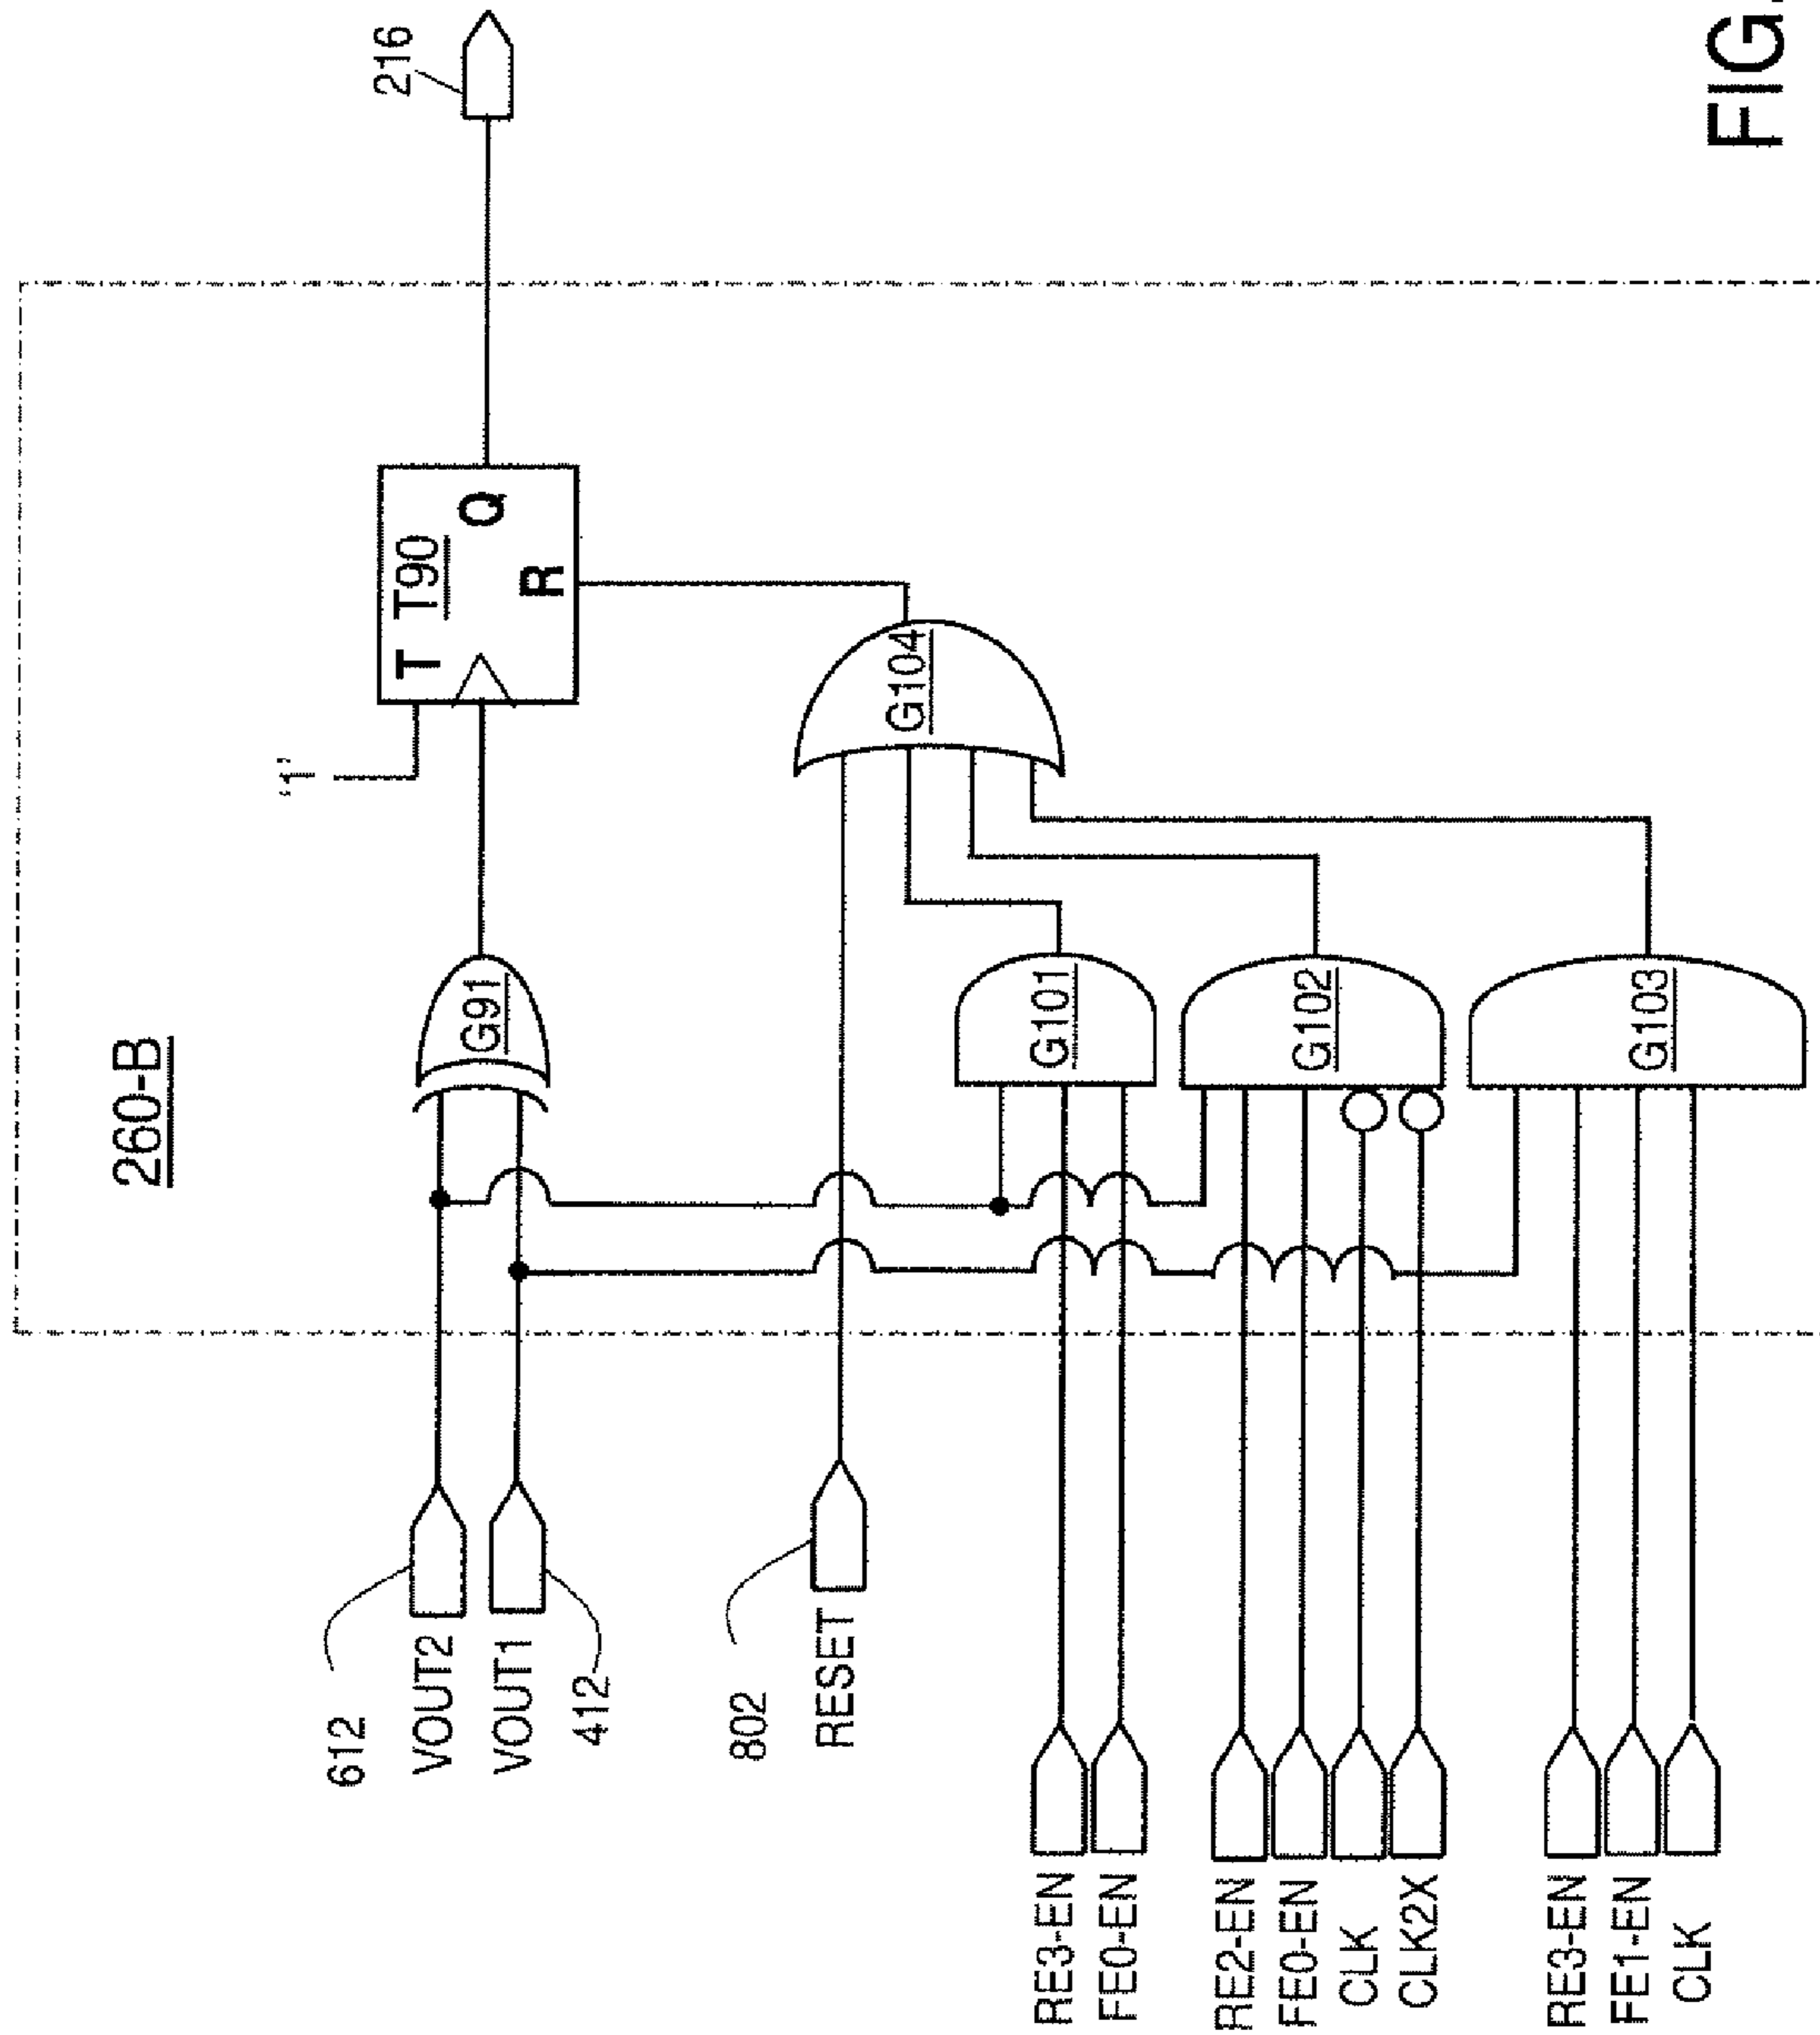 260-B
612
VOUT2
VOUT1
412
G91
"1"
T
T90
Q
R
216
802
RESET
G104
RE3-EN
FE0-EN
G101
RE2-EN
FE0-EN
CLK
CLK2X
G102
RE3-EN
FE1-EN
CLK
G103
FIG.